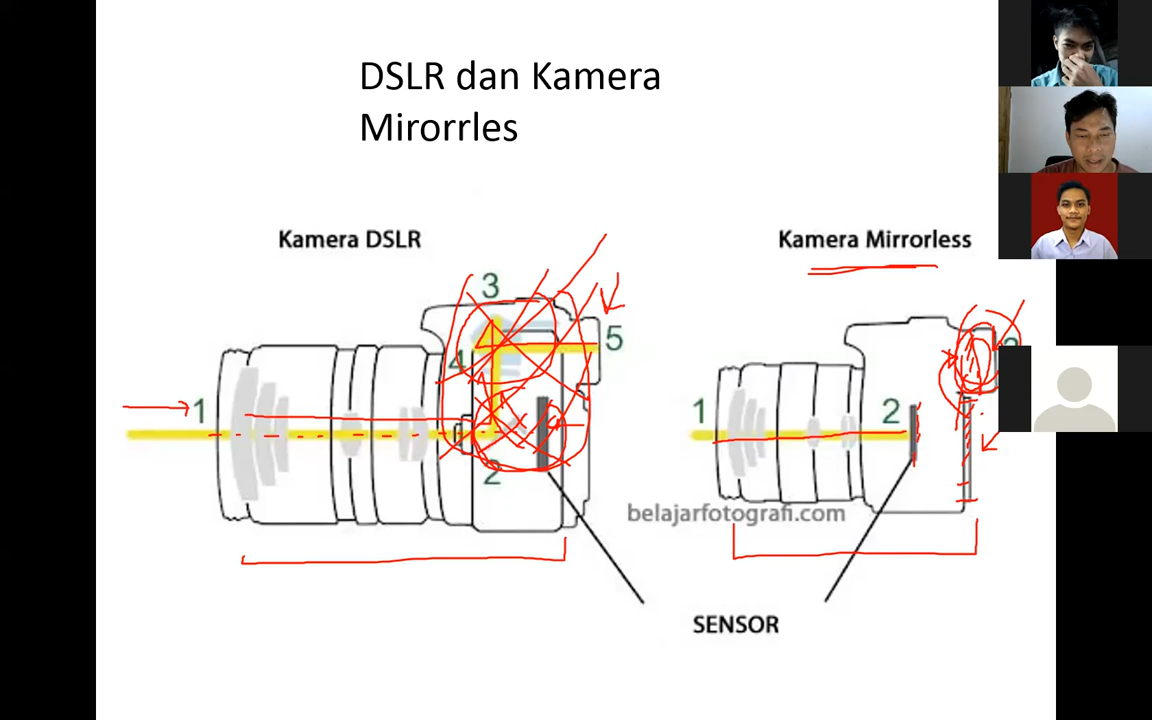 DSLR dan Kamera
Mirorrles
Kamera DSLR
Kamera Mirrorless
3
5
4
1
2
1
2
belajarfotografi.com
SENSOR